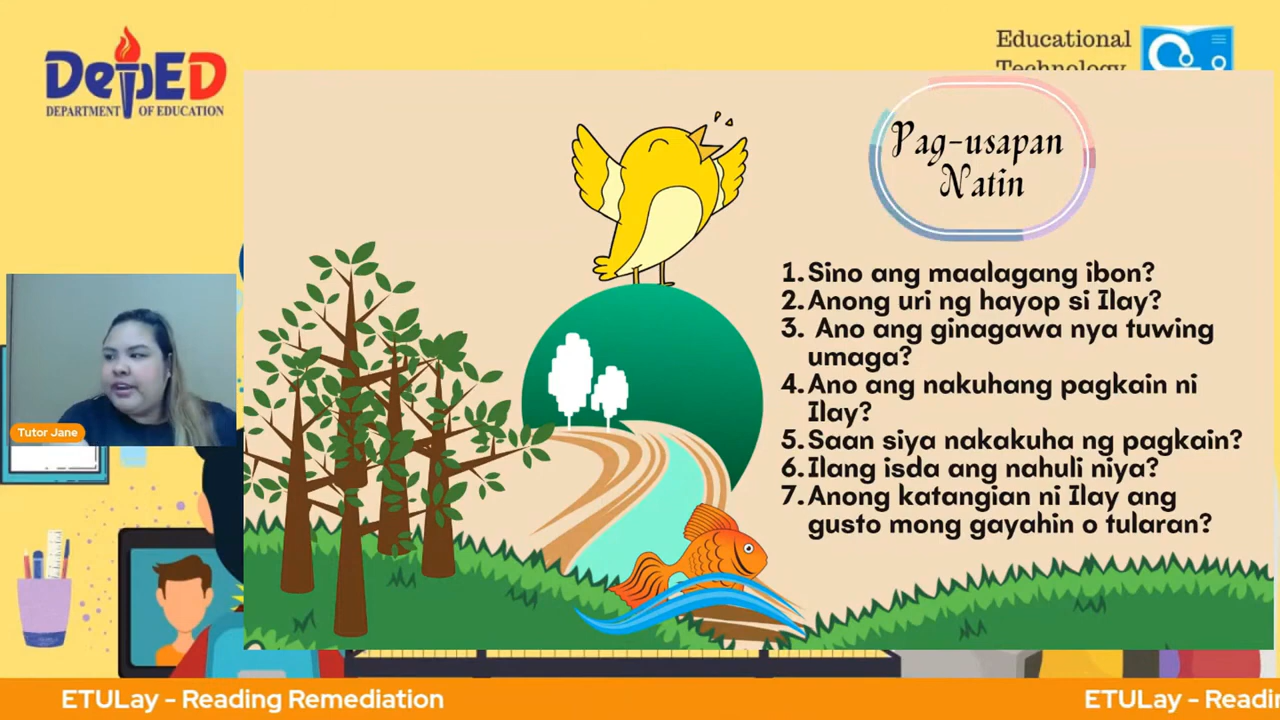 DepED
DEPARTMENT OF EDUCATION
Educational
Technology
Pag-usapan
Natin
1. Sino ang maalagang ibon?
2. Anong uri ng hayop si Ilay?
3. Ano ang ginagawa nya tuwing
umaga?
4. Ano ang nakuhang pagkain ni
Ilay?
5. Saan siya nakakuha ng pagkain?
6. Ilang isda ang nahuli niya?
7. Anong katangian ni Ilay ang
gusto mong gayahin o tularan?
Tutor Jane
ETULay - Reading Remediation
ETULay - Readin